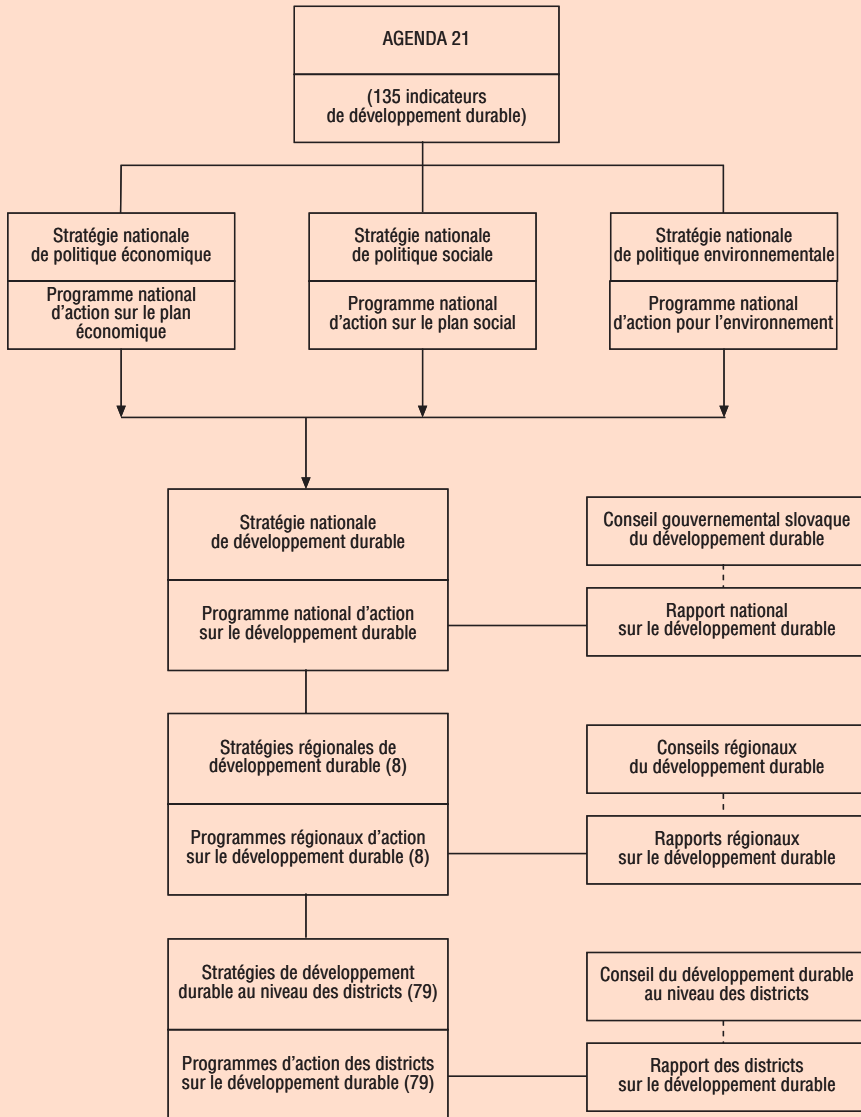 AGENDA 21
(135 indicateurs
de développement durable)
Stratégie nationale
de politique économique
Programme national
d'action sur le plan
économique
Stratégie nationale
de politique sociale
Programme national
d'action sur le plan social
Stratégie nationale
de politique environnementale
Programme national
d'action pour l'environnement
Stratégie nationale
de développement durable
Programme national d'action
sur le développement durable
Conseil gouvernemental slovaque
du développement durable
Rapport national
sur le développement durable
Stratégies régionales de
développement durable (8)
Programmes régionaux d'action
sur le développement durable (8)
Conseils régionaux
du développement durable
Rapports régionaux
sur le développement durable
Stratégies de développement
durable au niveau des districts (79)
Programmes d'action des districts
sur le développement durable (79)
Conseil du développement durable
au niveau des districts
Rapport des districts
sur le développement durable